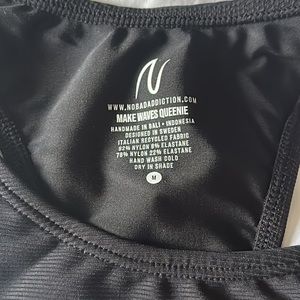 N
WWW.NOBADADDICTION.COM
MAKE WAVES QUEENIE
HANDMADE IN BALI • INDONESIA
DESIGNED IN SWEDEN
ITALIAN RECYCLED FABRIC
92% NYLON 8% ELASTANE
78% NYLON 22% ELASTANE
HAND WASH COLD
DRY IN SHADE
M